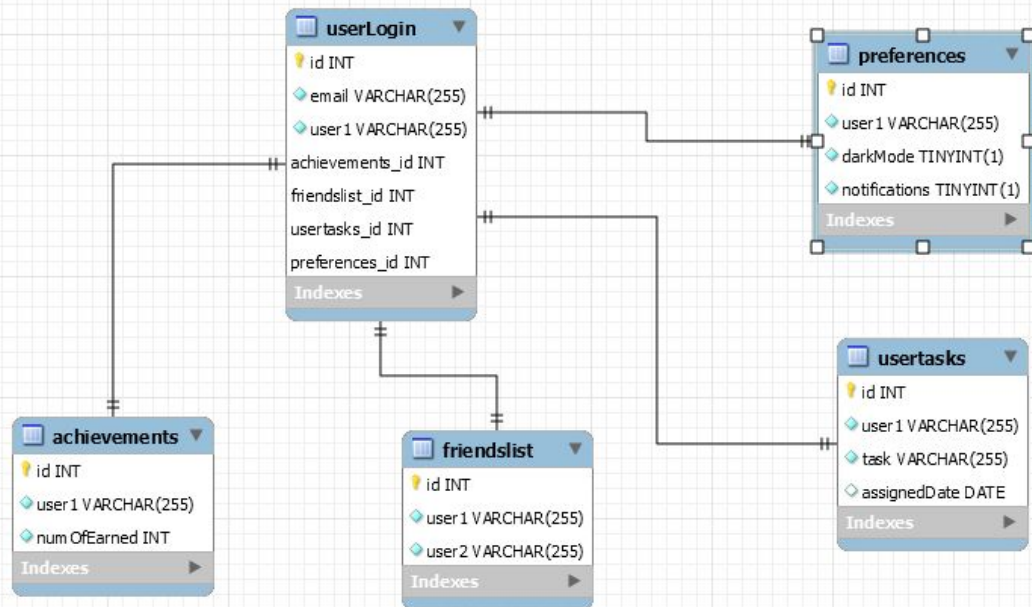 userLogin
id INT
email VARCHAR(255)
user1 VARCHAR(255)
achievements_id INT
friendslist_id INT
usertasks_id INT
preferences_id INT
Indexes
preferences
id INT
user1 VARCHAR(255)
darkMode TINYINT(1)
notifications TINYINT(1)
Indexes
usertasks
id INT
user1 VARCHAR(255)
task VARCHAR(255)
assignedDate DATE
Indexes
achievements
id INT
user1 VARCHAR(255)
numOfEarned INT
Indexes
friendslist
id INT
user1 VARCHAR(255)
user2 VARCHAR(255)
Indexes